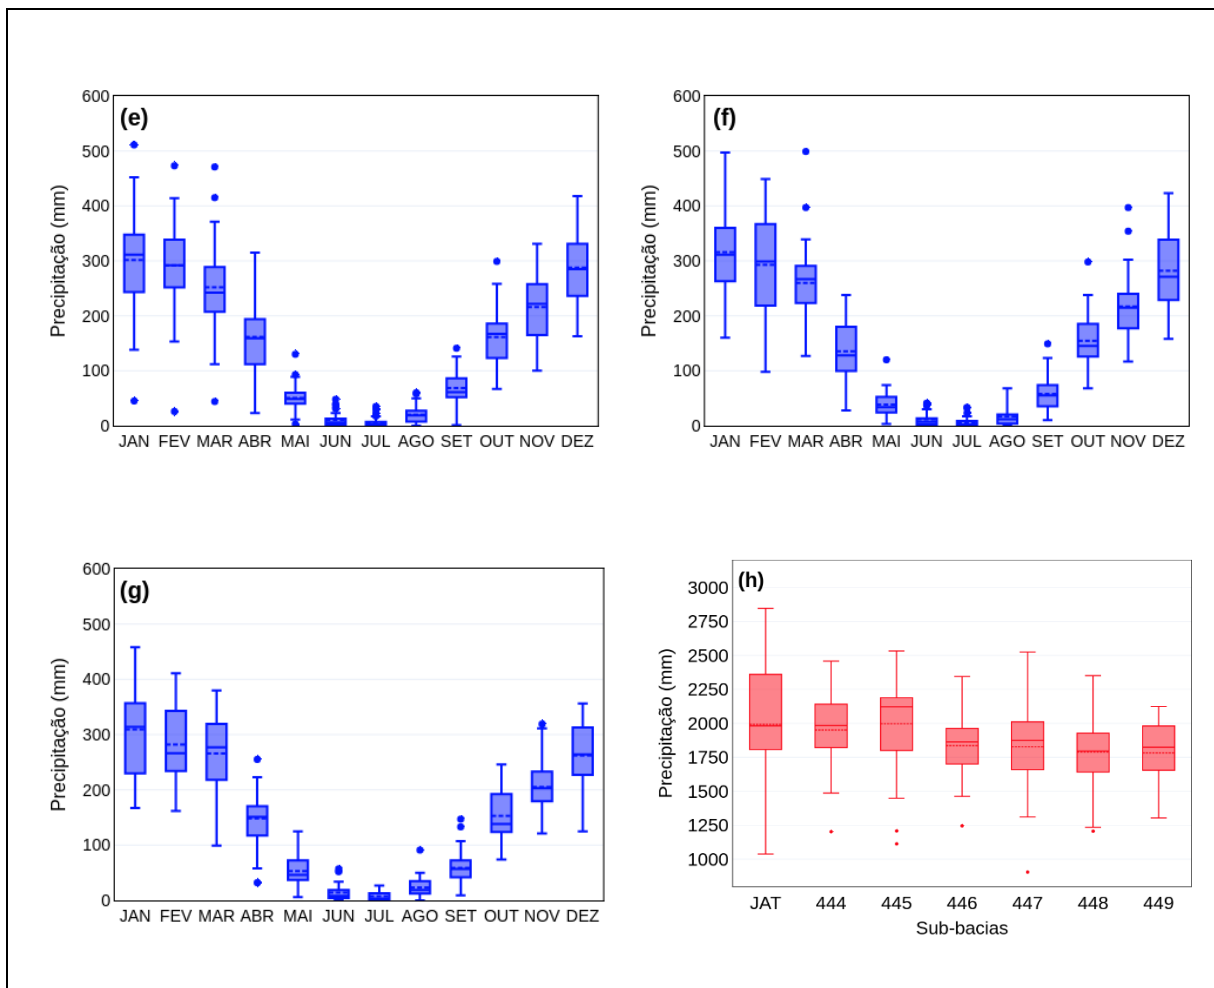 (e)
Precipitação (mm)
600
500
400
300
200
100
0
JAN FEV MAR ABR MAI JUN JUL AGO SET OUT NOV DEZ
(f)
Precipitação (mm)
600
500
400
300
200
100
0
JAN FEV MAR ABR MAI JUN JUL AGO SET OUT NOV DEZ
(g)
Precipitação (mm)
600
500
400
300
200
100
0
JAN FEV MAR ABR MAI JUN JUL AGO SET OUT NOV DEZ
(h)
Precipitação (mm)
3000
2750
2500
2250
2000
1750
1500
1250
1000
JAT 444 445 446 447 448 449
Sub-bacias